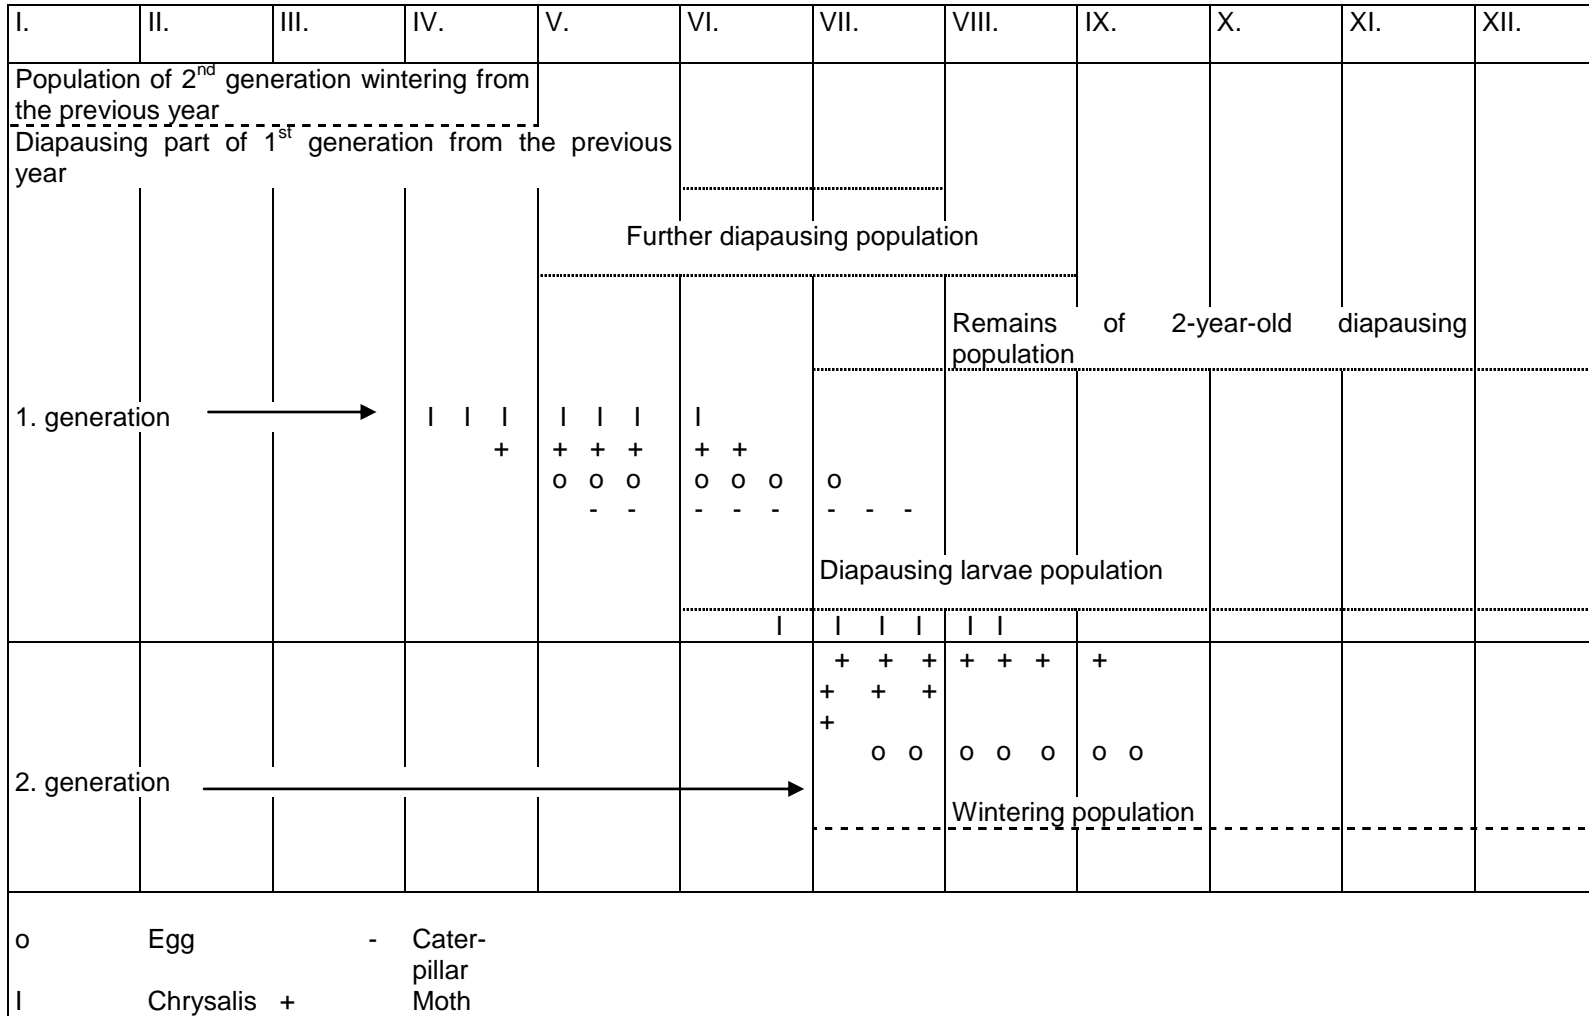 I. II. III. IV. V. VI. VII. VIII. IX. X. XI. XII.
Population of 2nd generation wintering from
the previous year
Diapausing part of 1st generation from the previous
year
Further diapausing population
Remains of 2-year-old diapausing
population
1. generation I I I I I I I
+ + + + + +
o o o o o o o
- - - - - - - -
Diapausing larvae population
I I I I I I
+ + + + + + +
+ + +
+
o o o o o o o
2. generation
Wintering population
o Egg - Cater-
pillar
I Chrysalis + Moth